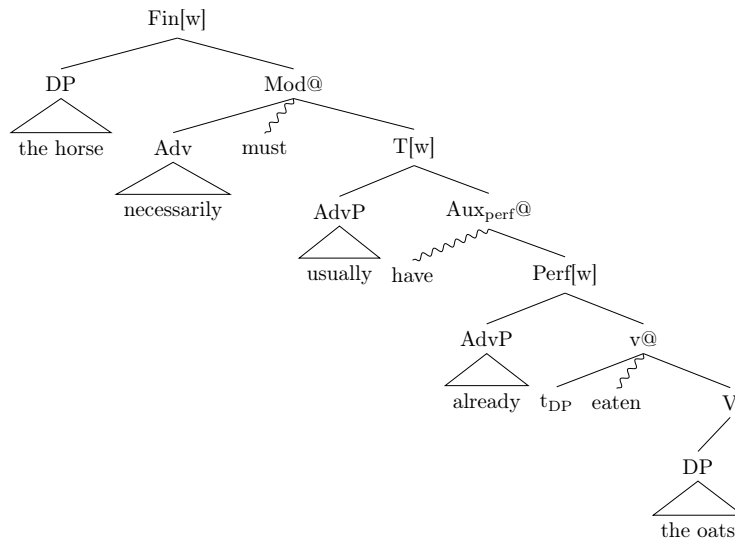 Fin[w]
DP Mod@
the horse Adv must T[w]
necessarily AdvP Aux_perf@
usually have Perf[w]
AdvP v@
already t_DP eaten V
DP
the oats